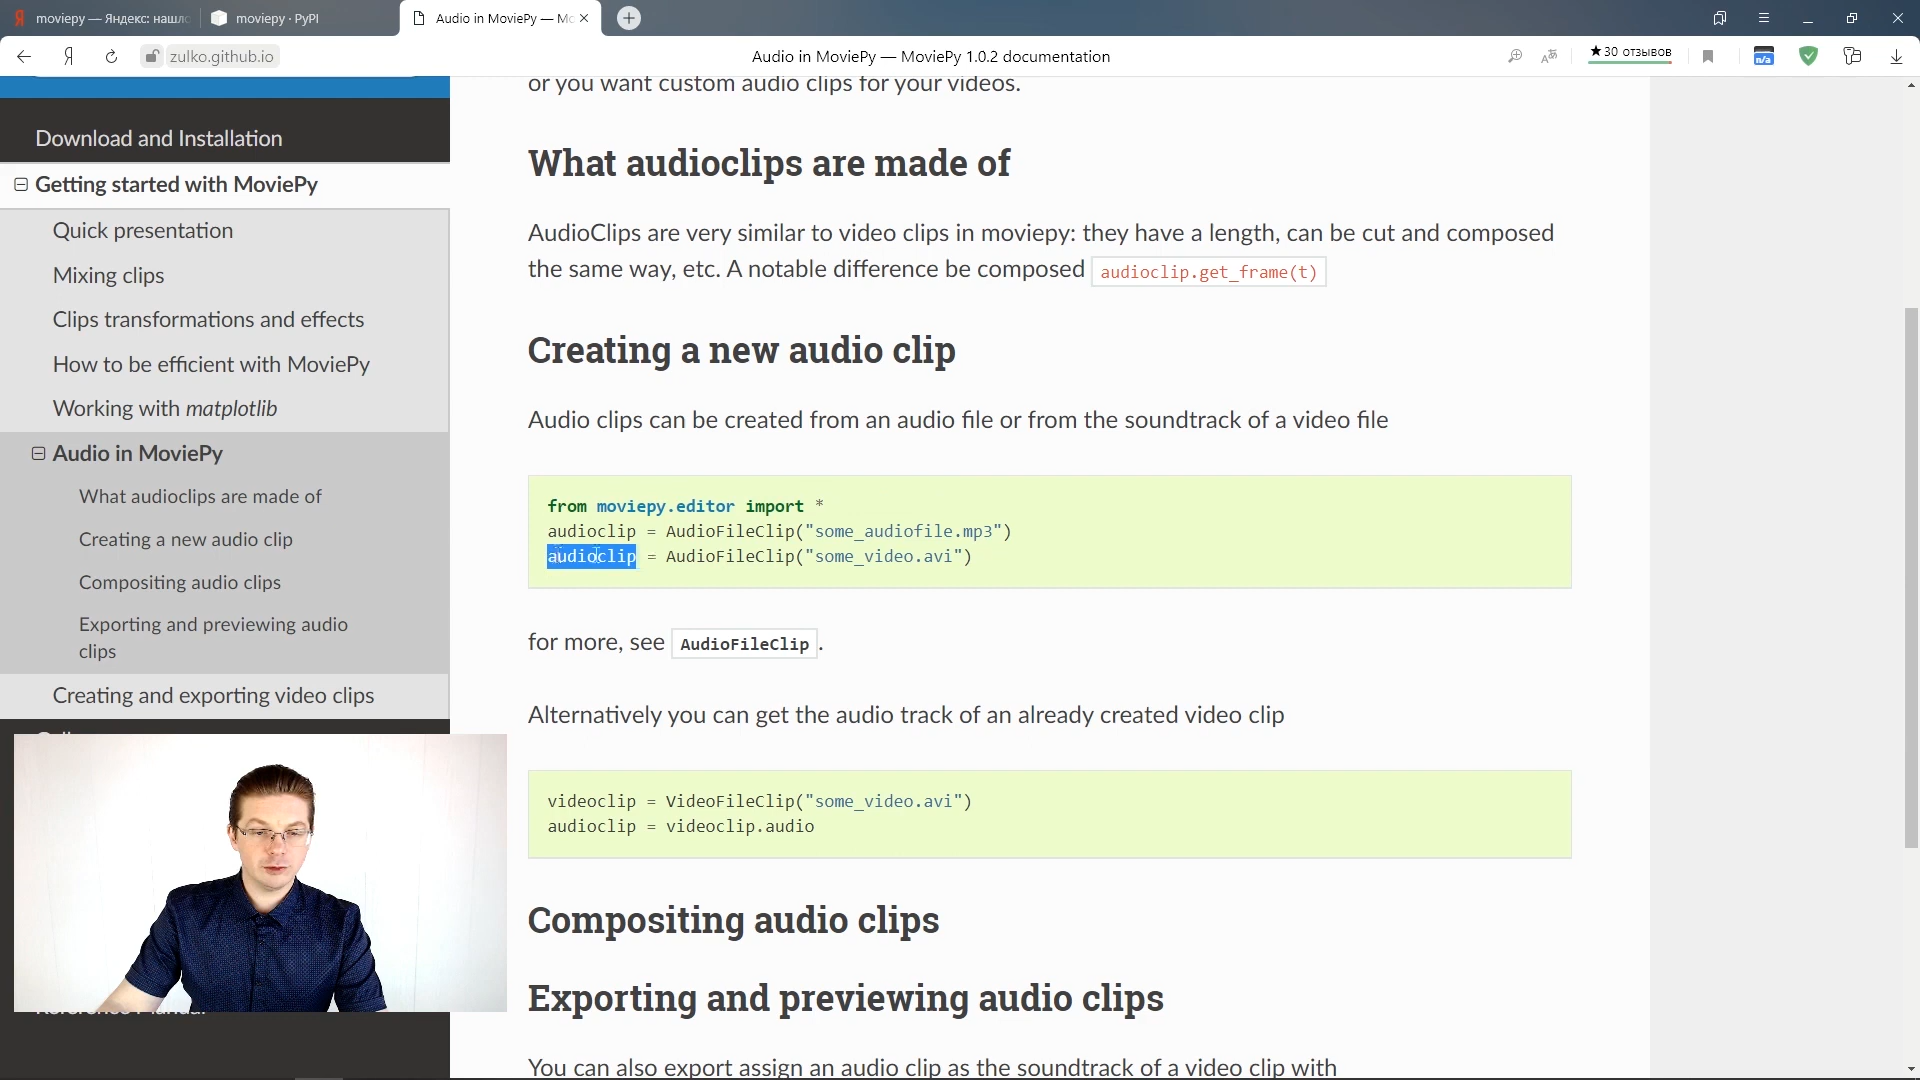 moviepy — Яндекс: нашло
moviepy · PyPI
Audio in MoviePy — Mo
zulko.github.io
Audio in MoviePy — MoviePy 1.0.2 documentation
★30 отзывов
n/a
Download and Installation
Getting started with MoviePy
Quick presentation
Mixing clips
Clips transformations and effects
How to be efficient with MoviePy
Working with matplotlib
Audio in MoviePy
What audioclips are made of
Creating a new audio clip
Compositing audio clips
Exporting and previewing audio
clips
Creating and exporting video clips
or you want custom audio clips for your videos.
What audioclips are made of
AudioClips are very similar to video clips in moviepy: they have a length, can be cut and composed
the same way, etc. A notable difference be composed audioclip.get_frame(t)
Creating a new audio clip
Audio clips can be created from an audio file or from the soundtrack of a video file
from moviepy.editor import *
audioclip = AudioFileClip("some_audiofile.mp3")
audioclip = AudioFileClip("some_video.avi")
for more, see AudioFileClip.
Alternatively you can get the audio track of an already created video clip
videoclip = VideoFileClip("some_video.avi")
audioclip = videoclip.audio
Compositing audio clips
Exporting and previewing audio clips
You can also export assign an audio clip as the soundtrack of a video clip with